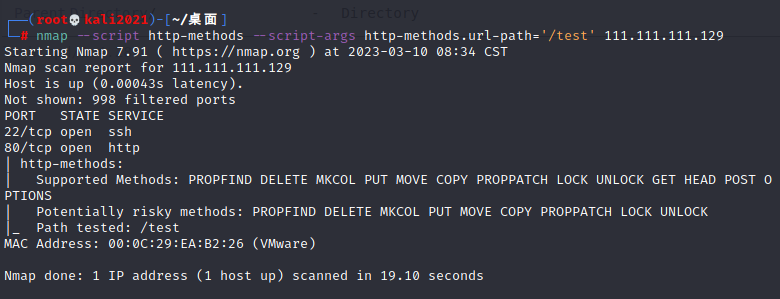 Directory
┌──(root💀kali2021)-[~/桌面]
└─# nmap --script http-methods --script-args http-methods.url-path='/test' 111.111.111.129
Starting Nmap 7.91 ( https://nmap.org ) at 2023-03-10 08:34 CST
Nmap scan report for 111.111.111.129
Host is up (0.00043s latency).
Not shown: 998 filtered ports
PORT   STATE SERVICE
22/tcp open  ssh
80/tcp open  http
| http-methods:
|   Supported Methods: PROPFIND DELETE MKCOL PUT MOVE COPY PROPPATCH LOCK UNLOCK GET HEAD POST O
PTIONS
|   Potentially risky methods: PROPFIND DELETE MKCOL PUT MOVE COPY PROPPATCH LOCK UNLOCK
|_  Path tested: /test
MAC Address: 00:0C:29:EA:B2:26 (VMware)
Nmap done: 1 IP address (1 host up) scanned in 19.10 seconds